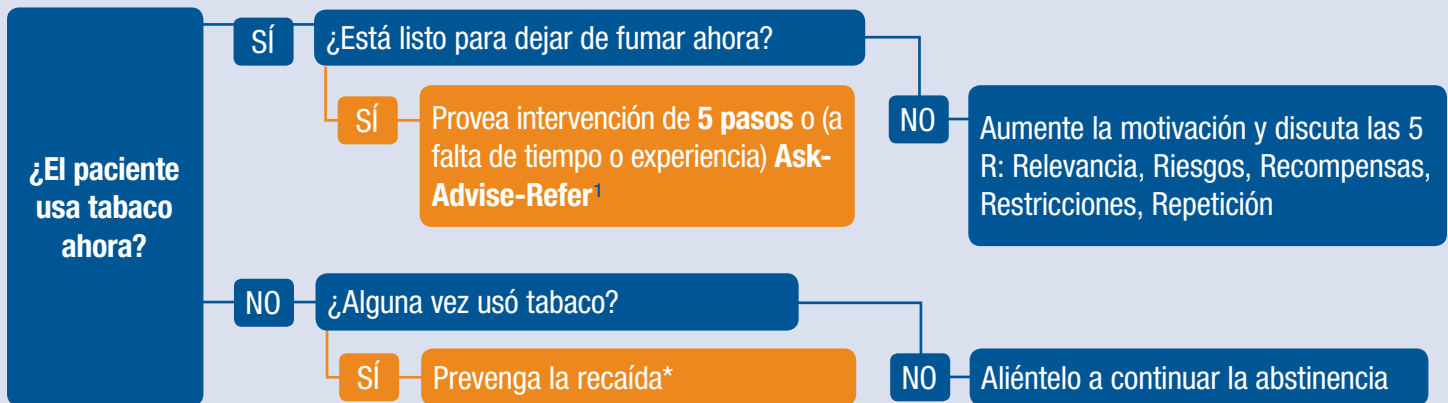 ¿El paciente
usa tabaco
ahora?
SÍ
¿Está listo para dejar de fumar ahora?
SÍ
Provea intervención de 5 pasos o (a
falta de tiempo o experiencia) Ask-
Advise-Refer1
NO
Aumente la motivación y discuta las 5
R: Relevancia, Riesgos, Recompensas,
Restricciones, Repetición
NO
¿Alguna vez usó tabaco?
SÍ
Prevenga la recaída*
NO
Aliéntelo a continuar la abstinencia